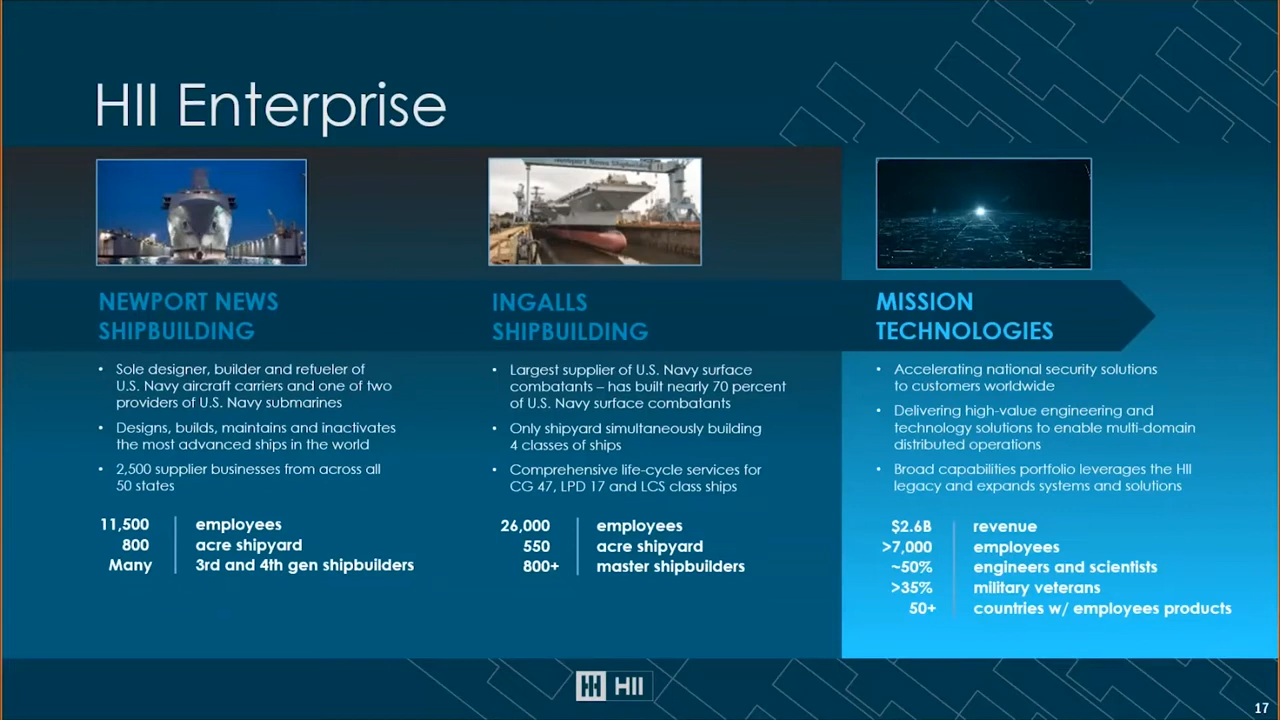 HII Enterprise
Newport News Shipbuilding
NEWPORT NEWS
SHIPBUILDING
• Sole designer, builder and refueler of
U.S. Navy aircraft carriers and one of two
providers of U.S. Navy submarines
• Designs, builds, maintains and inactivates
the most advanced ships in the world
• 2,500 supplier businesses from across all
50 states
11,500 employees
800 acre shipyard
Many 3rd and 4th gen shipbuilders
INGALLS
SHIPBUILDING
• Largest supplier of U.S. Navy surface
combatants – has built nearly 70 percent
of U.S. Navy surface combatants
• Only shipyard simultaneously building
4 classes of ships
• Comprehensive life-cycle services for
CG 47, LPD 17 and LCS class ships
26,000 employees
550 acre shipyard
800+ master shipbuilders
MISSION
TECHNOLOGIES
• Accelerating national security solutions
to customers worldwide
• Delivering high-value engineering and
technology solutions to enable multi-domain
distributed operations
• Broad capabilities portfolio leverages the HII
legacy and expands systems and solutions
$2.6B revenue
>7,000 employees
~50% engineers and scientists
>35% military veterans
50+ countries w/ employees products
HII
17